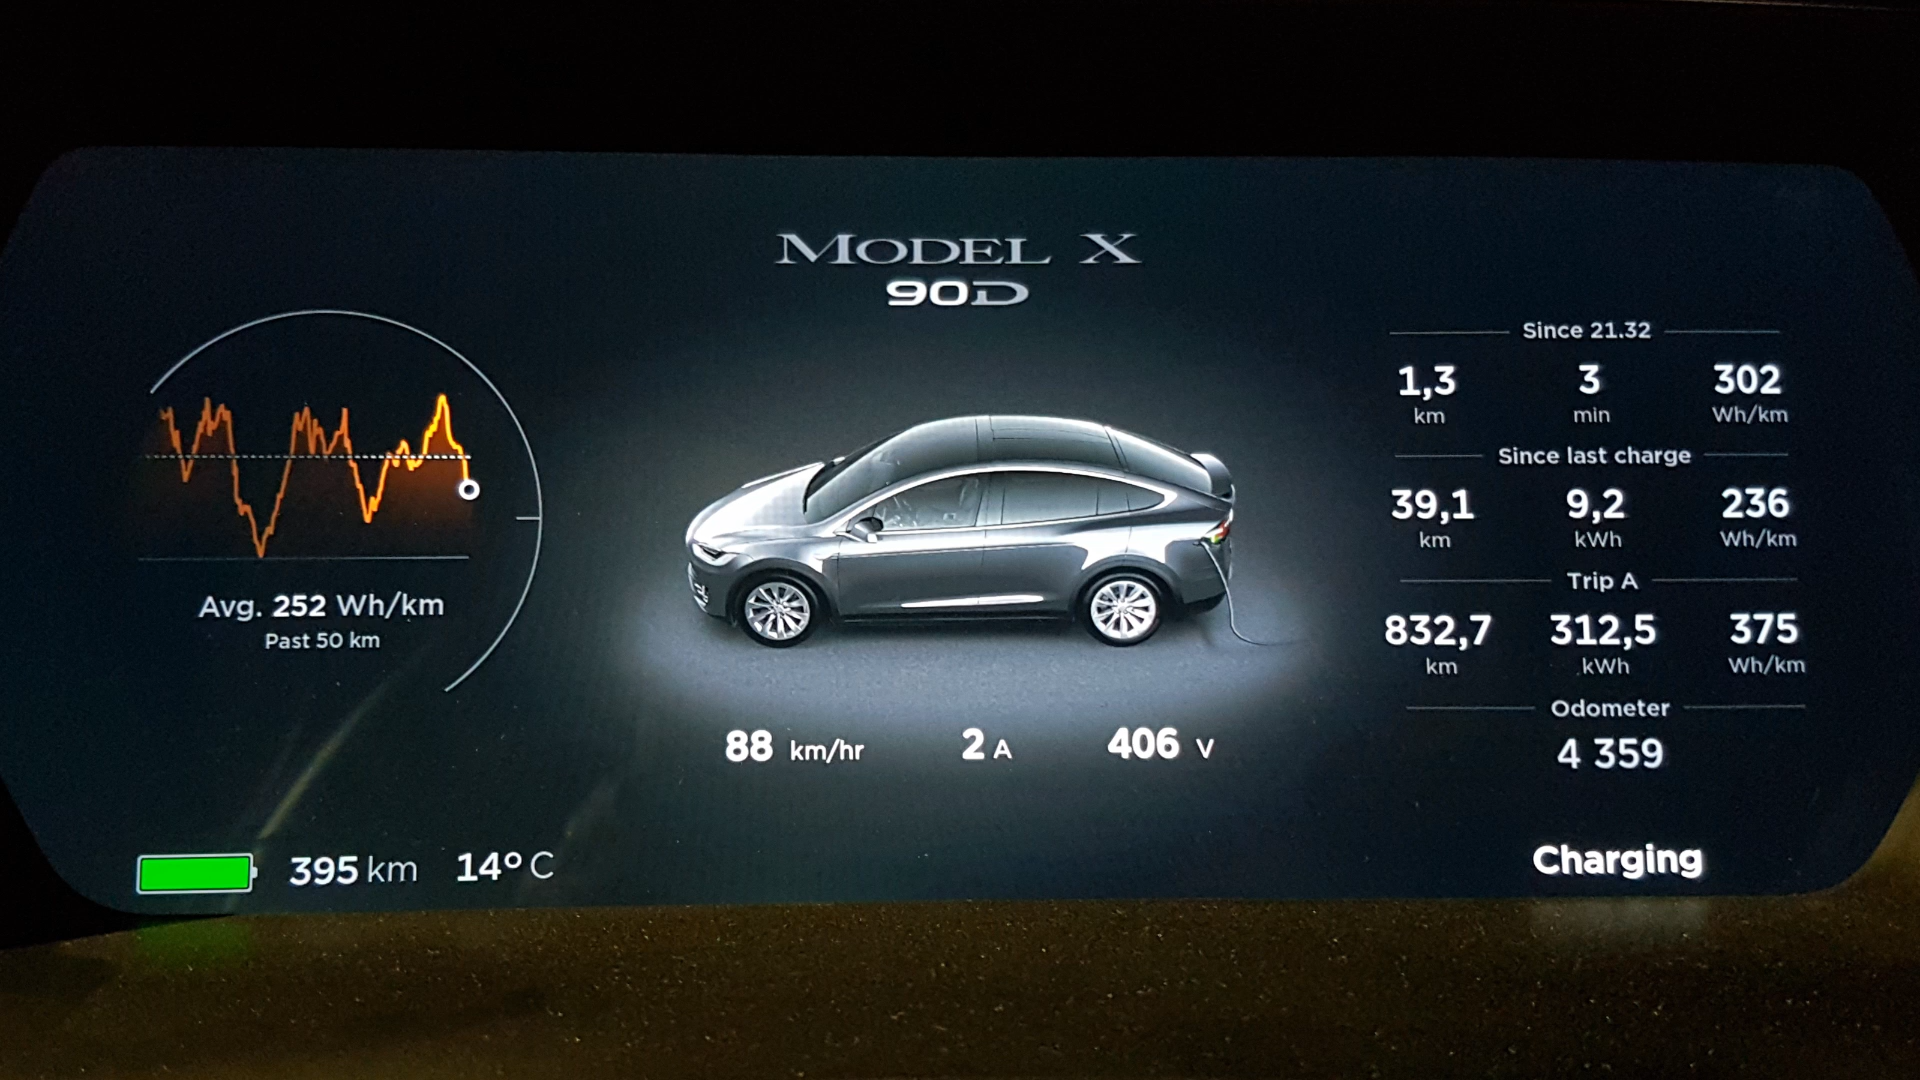 MODEL X
90D
Avg. 252 Wh/km
Past 50 km
88 km/hr 2 A 406 V
395 km 14° C
Since 21.32
1,3 3 302
km min Wh/km
Since last charge
39,1 9,2 236
km kWh Wh/km
Trip A
832,7 312,5 375
km kWh Wh/km
Odometer
4 359
Charging